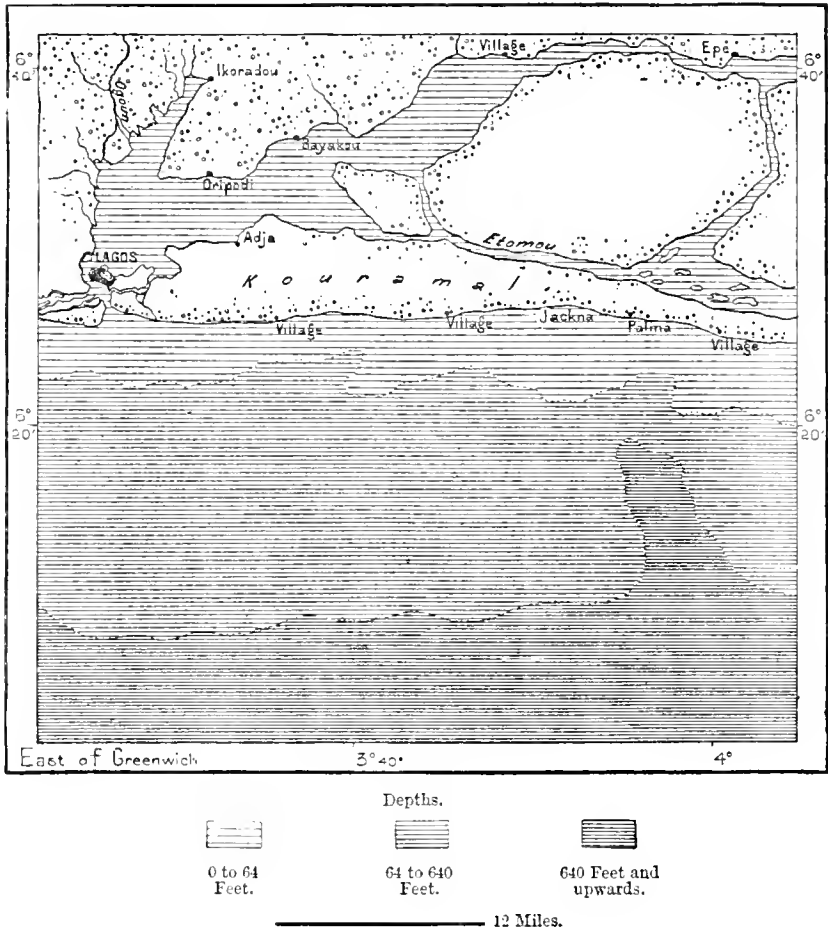 Village
Epe
6°
40'
6°
40'
Ikoradou
Ogoun
Bayakou
Oripodi
Adja
Etomou
LAGOS
Kouramal.
Village
Village
Jackna
Palma
Village
6°
20'
6°
20'
East of Greenwich
3°40'
4°
Depths.
0 to 64
Feet.
64 to 640
Feet.
640 Feet and
upwards.
12 Miles.